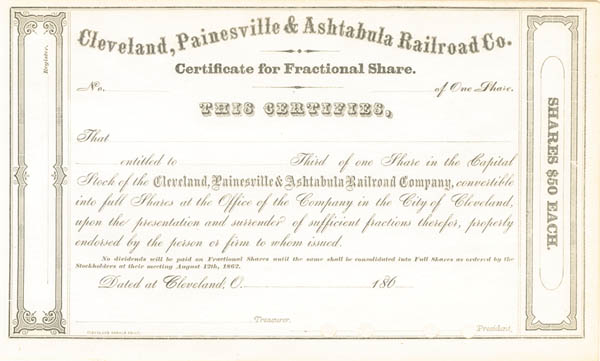 Cleveland, Painesville & Ashtabula Railroad Co.
Certificate for Fractional Share.
Register.
No. of One Share.
THIS CERTIFIES,
That
entitled to Third of one Share in the Capital
Stock of the Cleveland, Painesville & Ashtabula Railroad Company, convertible
into full Shares at the Office of the Company in the City of Cleveland,
upon the presentation and surrender of sufficient fractions therefor, properly
endorsed by the person or firm to whom issued.
No dividends will be paid on Fractional Shares until the same shall be consolidated into Full Shares as ordered by the
Stockholders at their meeting August 12th, 1862.
Dated at Cleveland, O. 186
Treasurer.
President.
CLEVELAND HERALD PRINT.
SHARES $50 EACH.